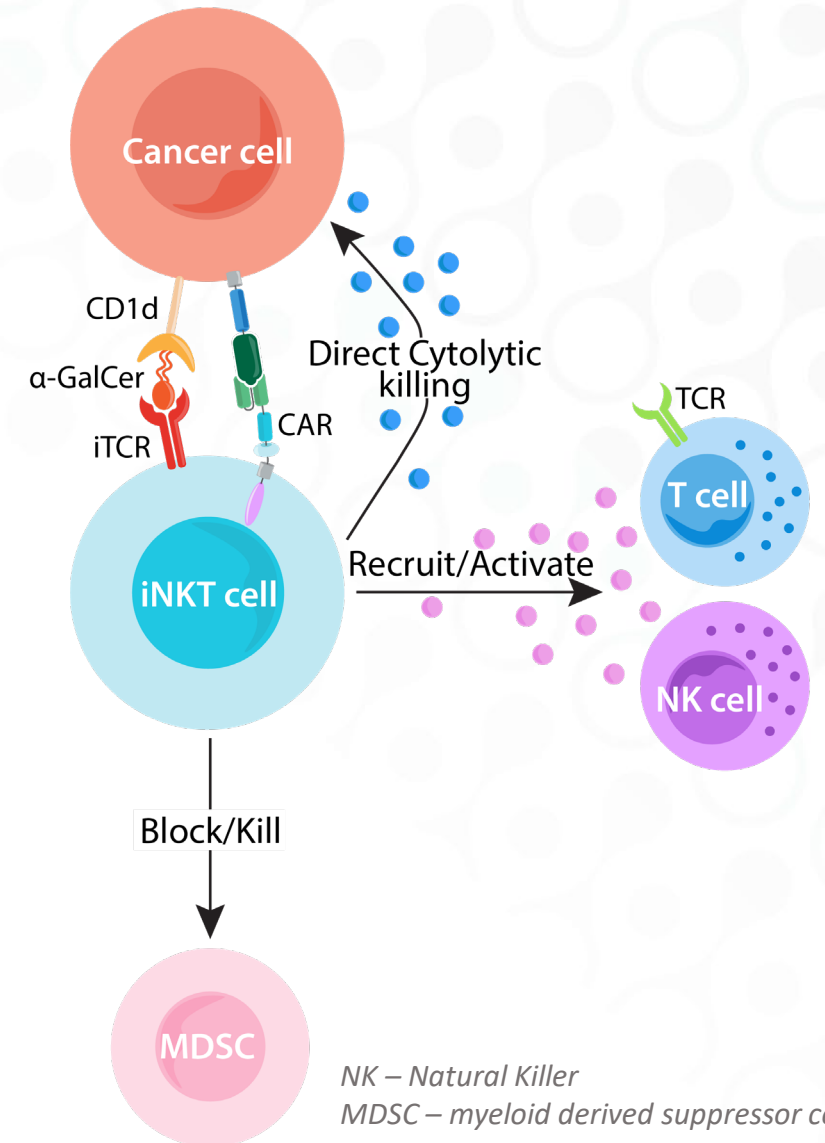 Cancer cell
CD1d
α-GalCer
iTCR
CAR
Direct Cytolytic
killing
TCR
T cell
iNKT cell
Recruit/Activate
NK cell
Block/Kill
MDSC
NK – Natural Killer
MDSC – myeloid derived suppressor